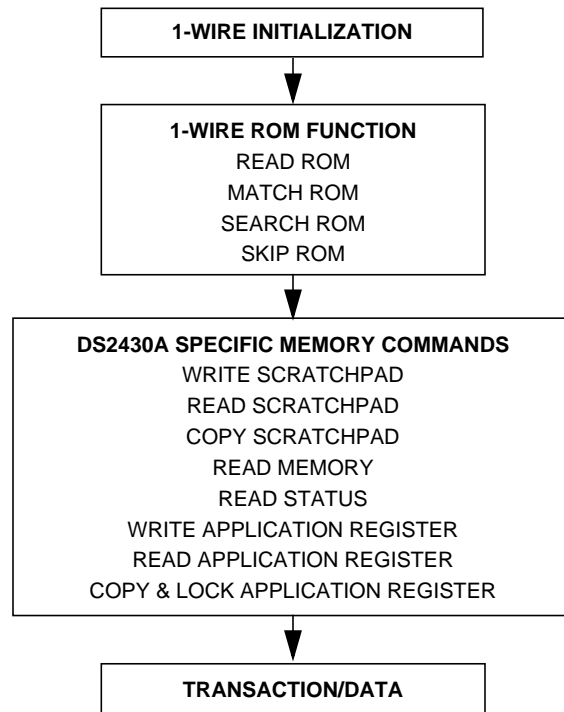 1-WIRE INITIALIZATION
1-WIRE ROM FUNCTION
READ ROM
MATCH ROM
SEARCH ROM
SKIP ROM
DS2430A SPECIFIC MEMORY COMMANDS
WRITE SCRATCHPAD
READ SCRATCHPAD
COPY SCRATCHPAD
READ MEMORY
READ STATUS
WRITE APPLICATION REGISTER
READ APPLICATION REGISTER
COPY & LOCK APPLICATION REGISTER
TRANSACTION/DATA